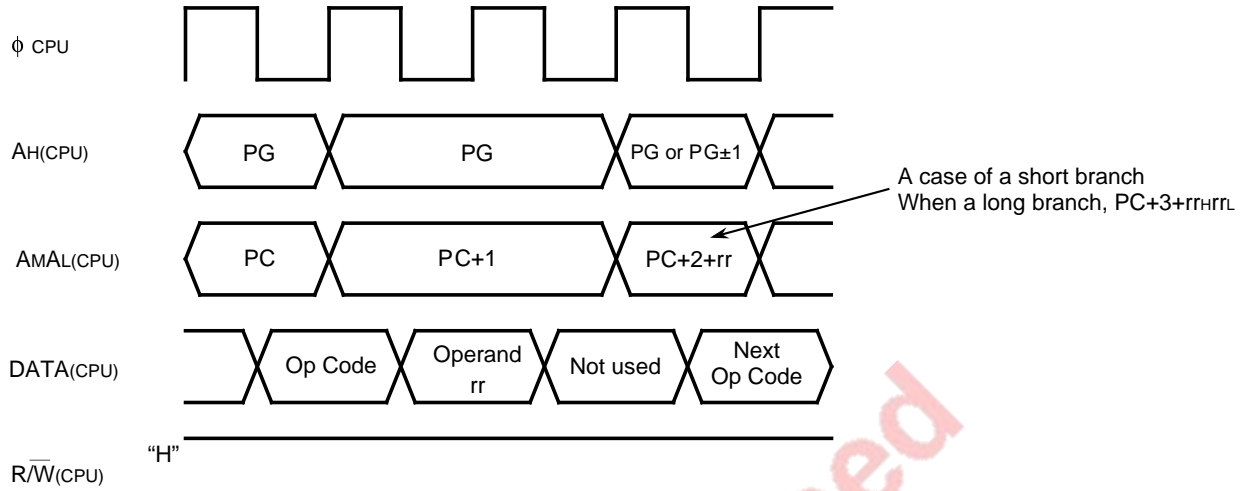 ϕ CPU
AH(CPU)
PG
PG
PG or PG±1
A case of a short branch
When a long branch, PC+3+rrHrrL
AMAL(CPU)
PC
PC+1
PC+2+rr
DATA(CPU)
Op Code
Operand
rr
Not used
Next
Op Code
“H”
R/W̅(CPU)